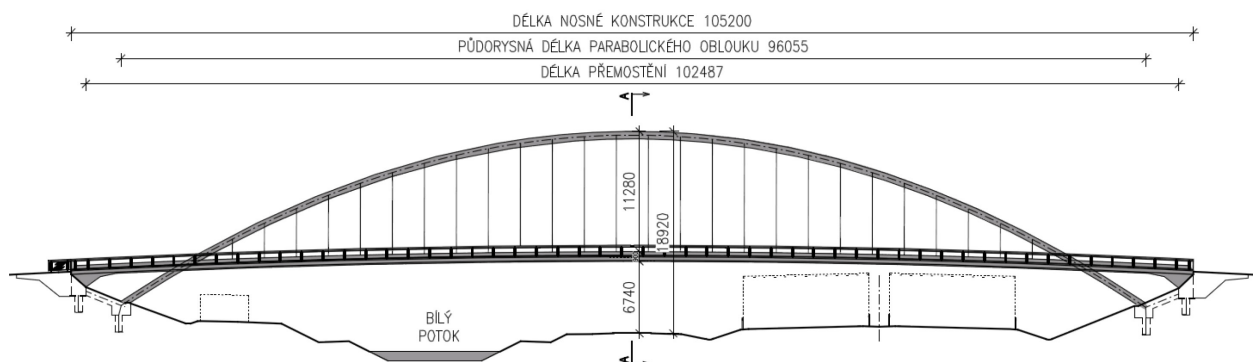 DÉLKA NOSNÉ KONSTRUKCE 105200
PŮDORYSNÁ DÉLKA PARABOLICKÉHO OBLOUKU 96055
DÉLKA PŘEMOSTĚNÍ 102487
A
11280
18920
6740
BÍLÝ
POTOK
A